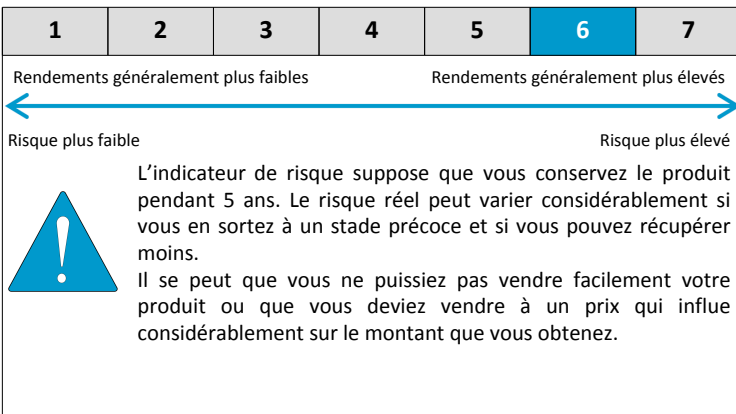 1 2 3 4 5 6 7
Rendements généralement plus faibles Rendements généralement plus élevés
Risque plus faible Risque plus élevé
L’indicateur de risque suppose que vous conservez le produit
pendant 5 ans. Le risque réel peut varier considérablement si
vous en sortez à un stade précoce et si vous pouvez récupérer
moins.
Il se peut que vous ne puissiez pas vendre facilement votre
produit ou que vous deviez vendre à un prix qui influe
considérablement sur le montant que vous obtenez.